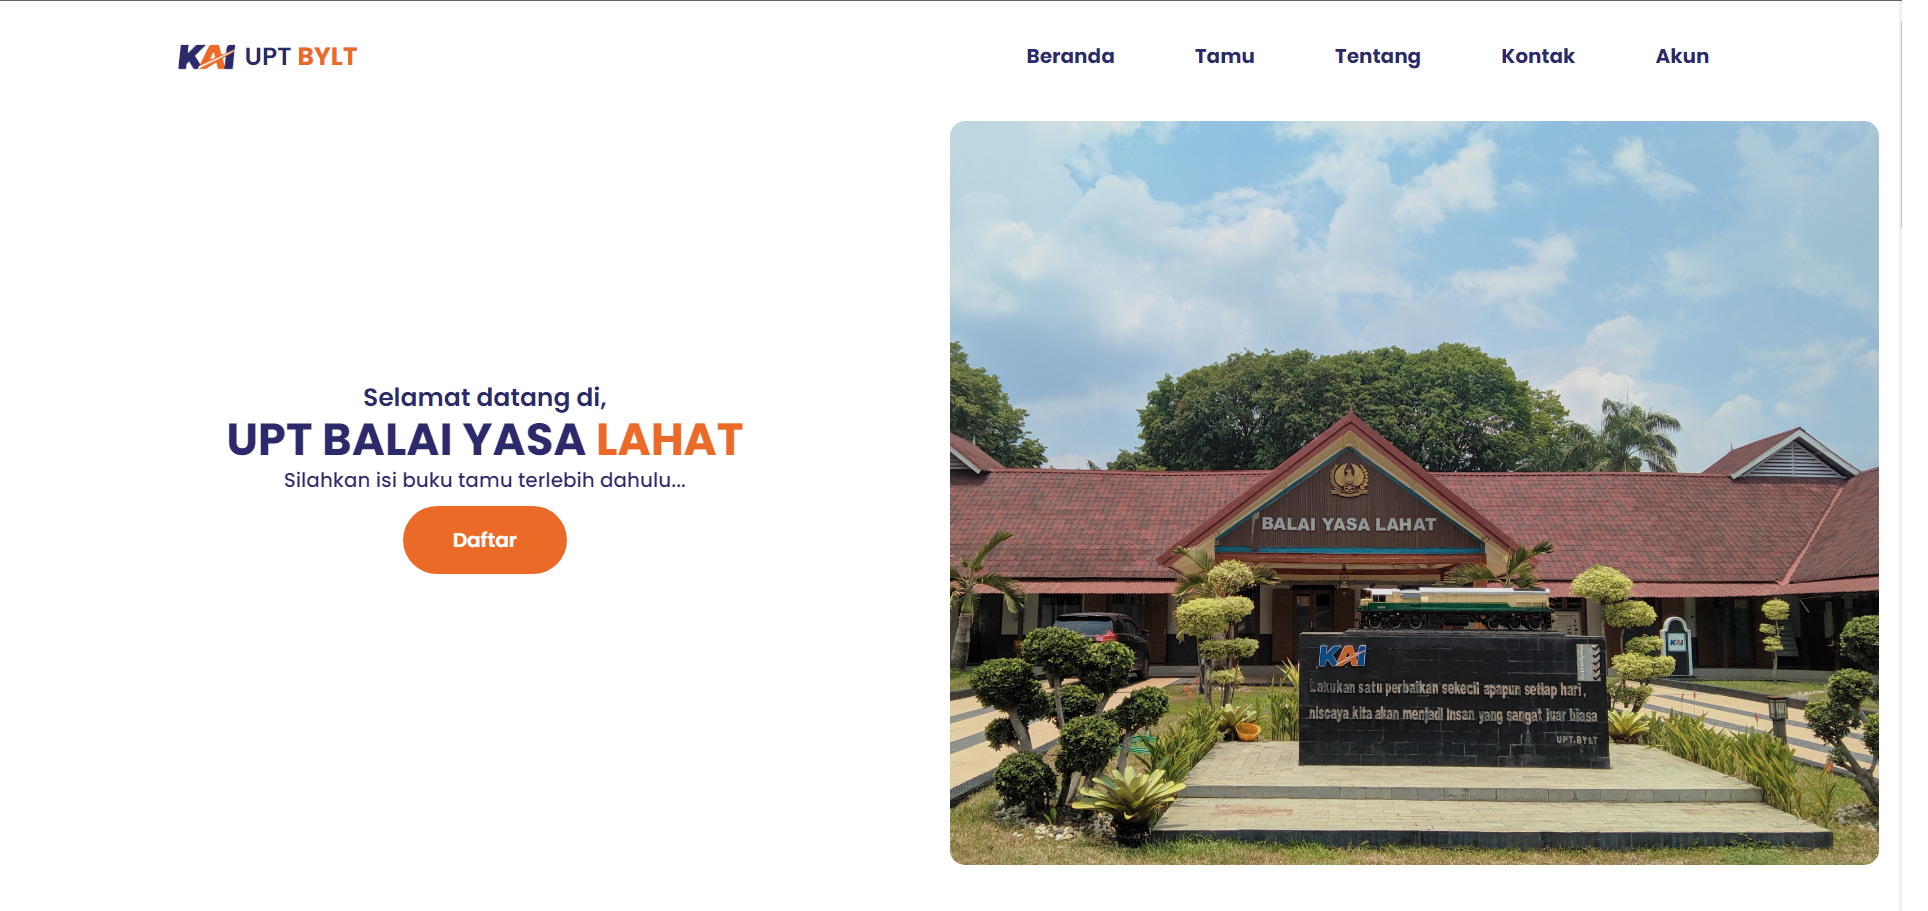 KAI UPT BYLT
Beranda
Tamu
Tentang
Kontak
Akun
Selamat datang di,
UPT BALAI YASA LAHAT
Silahkan isi buku tamu terlebih dahulu...
Daftar
BALAI YASA LAHAT
KAI
KAI
Lakukan satu perbaikan sekecil apapun setiap hari,
niscaya kita akan menjadi insan yang sangat luar biasa
UPT.BYLT